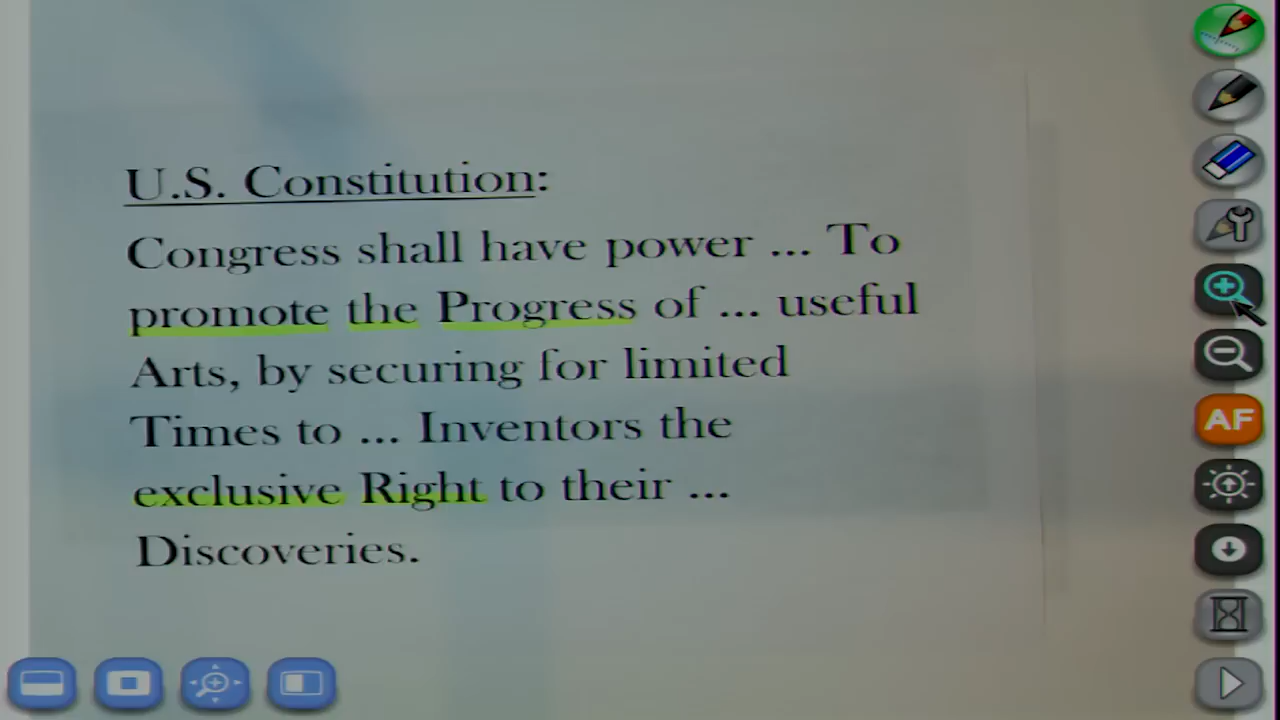 U.S. Constitution:
Congress shall have power ... To
promote the Progress of ... useful
Arts, by securing for limited
Times to ... Inventors the
exclusive Right to their ...
Discoveries.
AF